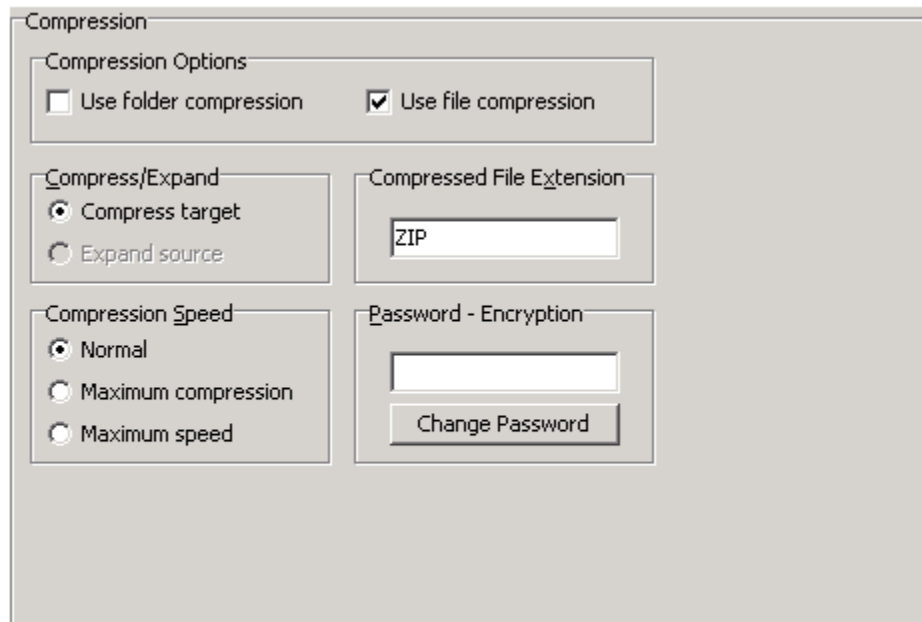 Compression
Compression Options
Use folder compression
Use file compression
Compress/Expand
Compress target
Expand source
Compressed File Extension
ZIP
Compression Speed
Normal
Maximum compression
Maximum speed
Password - Encryption
Change Password